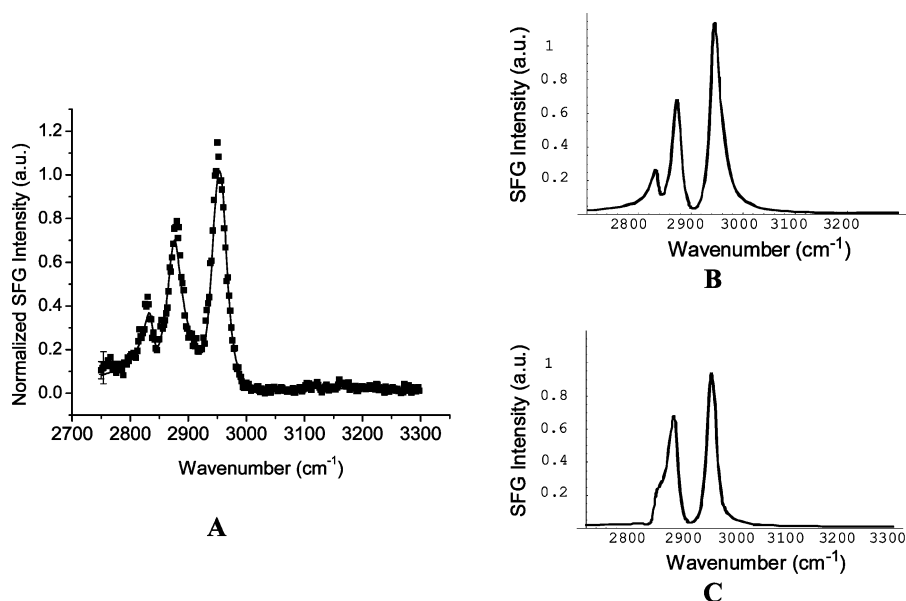 Normalized SFG Intensity (a.u.)
1.2
1.0
0.8
0.6
0.4
0.2
0.0
2700 2800 2900 3000 3100 3200 3300
Wavenumber (cm⁻¹)
A
SFG Intensity (a.u.)
1
0.8
0.6
0.4
0.2
2800 2900 3000 3100 3200
Wavenumber (cm⁻¹)
B
SFG Intensity (a.u.)
1
0.8
0.6
0.4
0.2
2800 2900 3000 3100 3200 3300
Wavenumber (cm⁻¹)
C